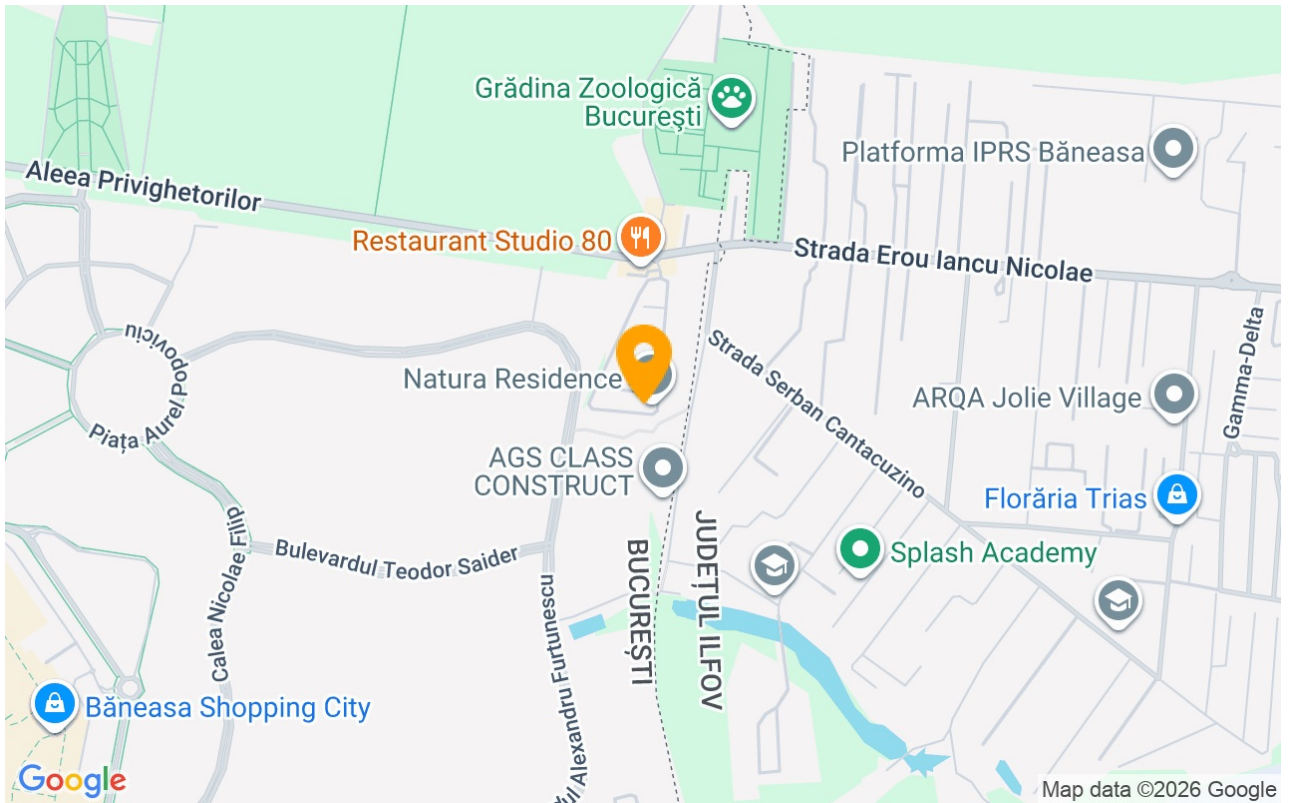 Grădina Zoologică
Bucureşti
Platforma IPRS Băneasa
Aleea Privighetorilor
Restaurant Studio 80
Strada Erou Iancu Nicolae
Gamma-Delta
Piața Aurel Popoviciu
Natura Residence
Strada Serban Cantacuzino
ARQA Jolie Village
AGS CLASS
CONSTRUCT
Florăria Trias
Calea Nicolae Filip
Bulevardul Teodor Saider
BUCUREȘTI
JUDEȚUL ILFOV
Splash Academy
Alexandru Furtunescu
Băneasa Shopping City
Google
Map data ©2026 Google